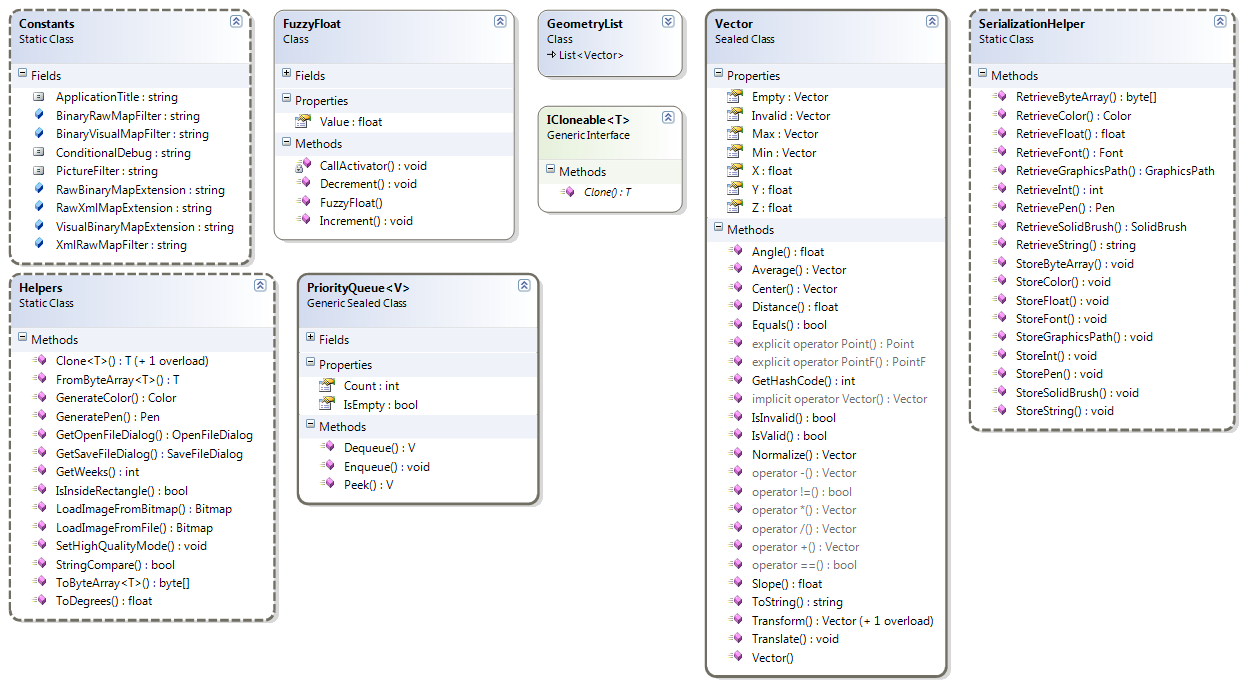 Constants
Static Class
Fields
ApplicationTitle : string
BinaryRawMapFilter : string
BinaryVisualMapFilter : string
ConditionalDebug : string
PictureFilter : string
RawBinaryMapExtension : string
RawXmlMapExtension : string
VisualBinaryMapExtension : string
XmlRawMapFilter : string
FuzzyFloat
Class
Fields
Properties
Value : float
Methods
CallActivator() : void
Decrement() : void
FuzzyFloat()
Increment() : void
GeometryList
Class
List<Vector>
ICloneable<T>
Generic Interface
Methods
Clone() : T
Vector
Sealed Class
Properties
Empty : Vector
Invalid : Vector
Max : Vector
Min : Vector
X : float
Y : float
Z : float
Methods
Angle() : float
Average() : Vector
Center() : Vector
Distance() : float
Equals() : bool
explicit operator Point() : Point
explicit operator PointF() : PointF
GetHashCode() : int
implicit operator Vector() : Vector
IsInvalid() : bool
IsValid() : bool
Normalize() : Vector
operator -() : Vector
operator !=() : bool
operator *() : Vector
operator /() : Vector
operator +() : Vector
operator ==() : bool
Slope() : float
ToString() : string
Transform() : Vector (+ 1 overload)
Translate() : void
Vector()
SerializationHelper
Static Class
Methods
RetrieveByteArray() : byte[]
RetrieveColor() : Color
RetrieveFloat() : float
RetrieveFont() : Font
RetrieveGraphicsPath() : GraphicsPath
RetrieveInt() : int
RetrievePen() : Pen
RetrieveSolidBrush() : SolidBrush
RetrieveString() : string
StoreByteArray() : void
StoreColor() : void
StoreFloat() : void
StoreFont() : void
StoreGraphicsPath() : void
StoreInt() : void
StorePen() : void
StoreSolidBrush() : void
StoreString() : void
Helpers
Static Class
Methods
Clone<T>() : T (+ 1 overload)
FromByteArray<T>() : T
GenerateColor() : Color
GeneratePen() : Pen
GetOpenFileDialog() : OpenFileDialog
GetSaveFileDialog() : SaveFileDialog
GetWeeks() : int
IsInsideRectangle() : bool
LoadImageFromBitmap() : Bitmap
LoadImageFromFile() : Bitmap
SetHighQualityMode() : void
StringCompare() : bool
ToByteArray<T>() : byte[]
ToDegrees() : float
PriorityQueue<V>
Generic Sealed Class
Fields
Properties
Count : int
IsEmpty : bool
Methods
Dequeue() : V
Enqueue() : void
Peek() : V